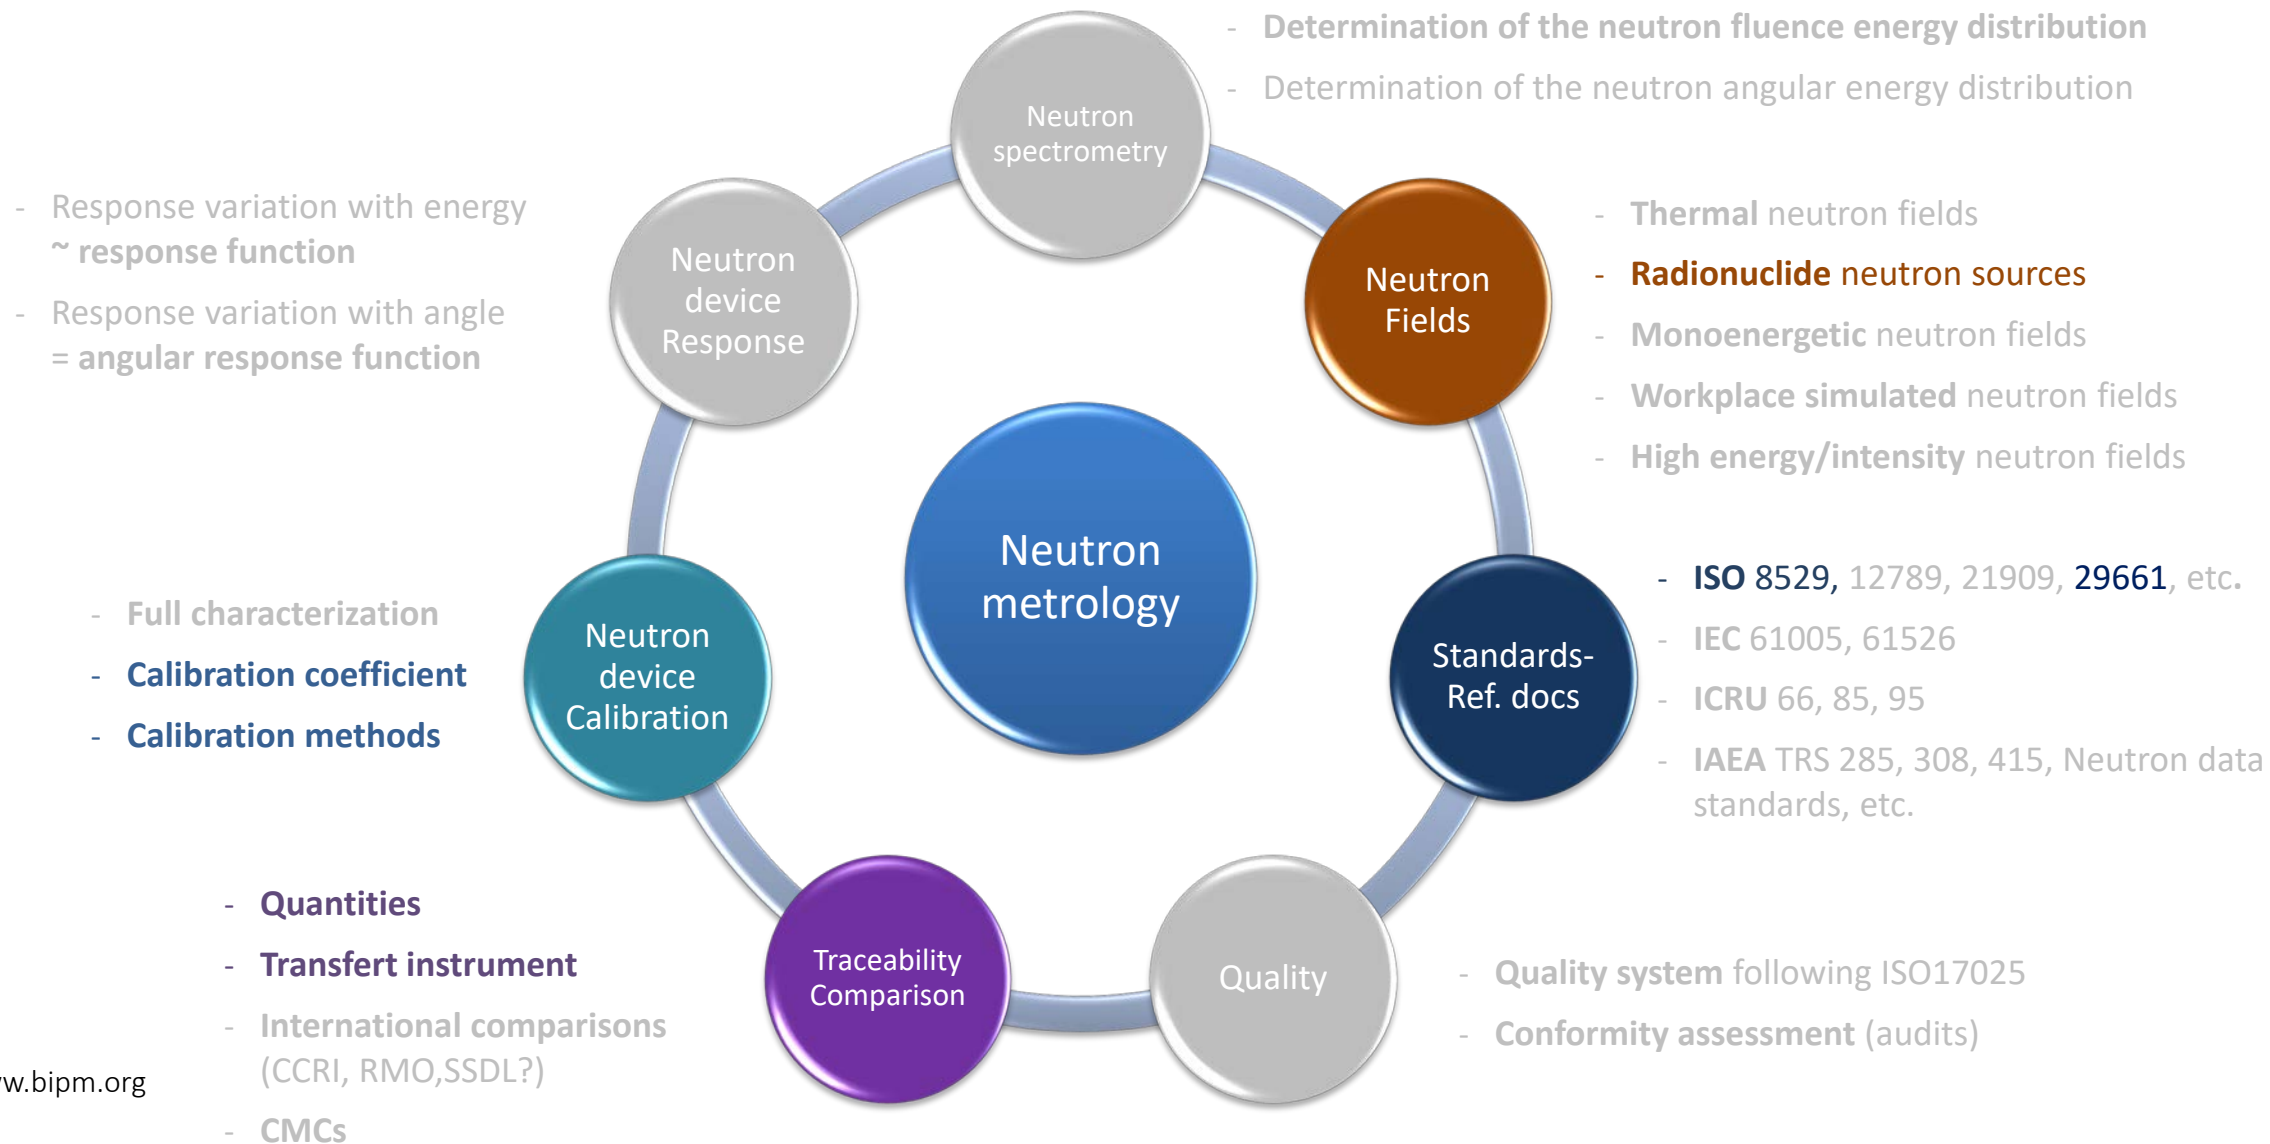 - Determination of the neutron fluence energy distribution
- Determination of the neutron angular energy distribution
Neutron
spectrometry
- Response variation with energy
~ response function
- Response variation with angle
= angular response function
Neutron
device
Response
Neutron
Fields
- Thermal neutron fields
- Radionuclide neutron sources
- Monoenergetic neutron fields
- Workplace simulated neutron fields
- High energy/intensity neutron fields
Neutron
metrology
- Full characterization
- Calibration coefficient
- Calibration methods
Neutron
device
Calibration
Standards-
Ref. docs
- ISO 8529, 12789, 21909, 29661, etc.
- IEC 61005, 61526
- ICRU 66, 85, 95
- IAEA TRS 285, 308, 415, Neutron data
standards, etc.
- Quantities
- Transfert instrument
- International comparisons
(CCRI, RMO,SSDL?)
- CMCs
Traceability
Comparison
Quality
- Quality system following ISO17025
- Conformity assessment (audits)
w.bipm.org